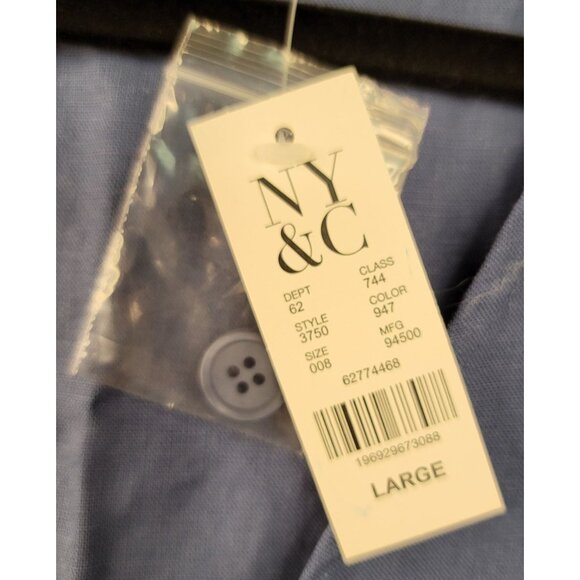 NY
&C
DEPT CLASS
62 744
STYLE COLOR
3750 947
SIZE MFG
008 94500
62774468
196929673088
LARGE